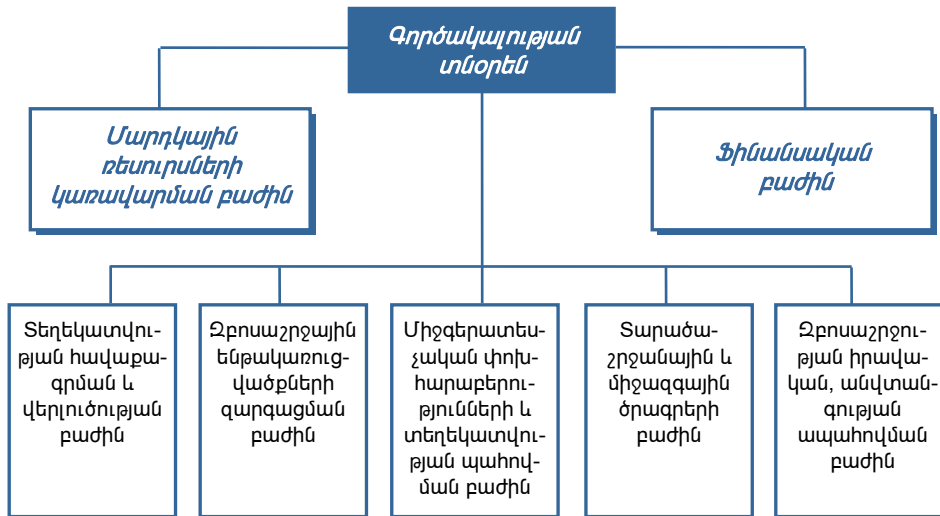 Գործակալության
տնօրեն
Մարդկային
ռեսուրսների
կառավարման բաժին
Ֆինանսական
բաժին
Տեղեկատվու-
թյան հավաքա-
գրման և
վերլուծության
բաժին
Զբոսաշրջային
ենթակառուց-
վածքների
զարգացման
բաժին
Միջգերատես-
չական փոխ-
հարաբերու-
թյունների և
տեղեկատվու-
թյան պահով-
ման բաժին
Տարածա-
շրջանային և
միջազգային
ծրագրերի
բաժին
Զբոսաշրջու-
թյան իրավա-
կան, անվտան-
գության
ապահովման
բաժին